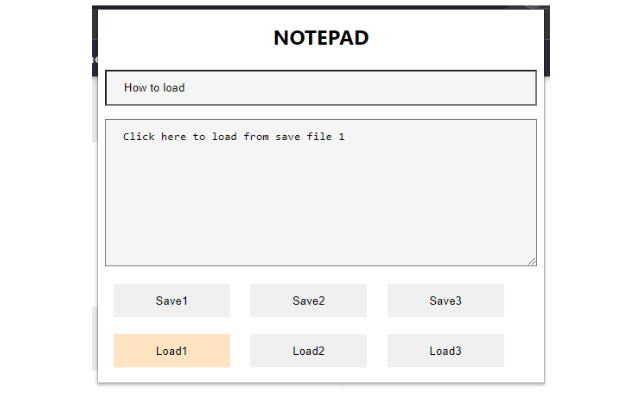 NOTEPAD
How to load
Click here to load from save file 1
Save1 Save2 Save3
Load1 Load2 Load3